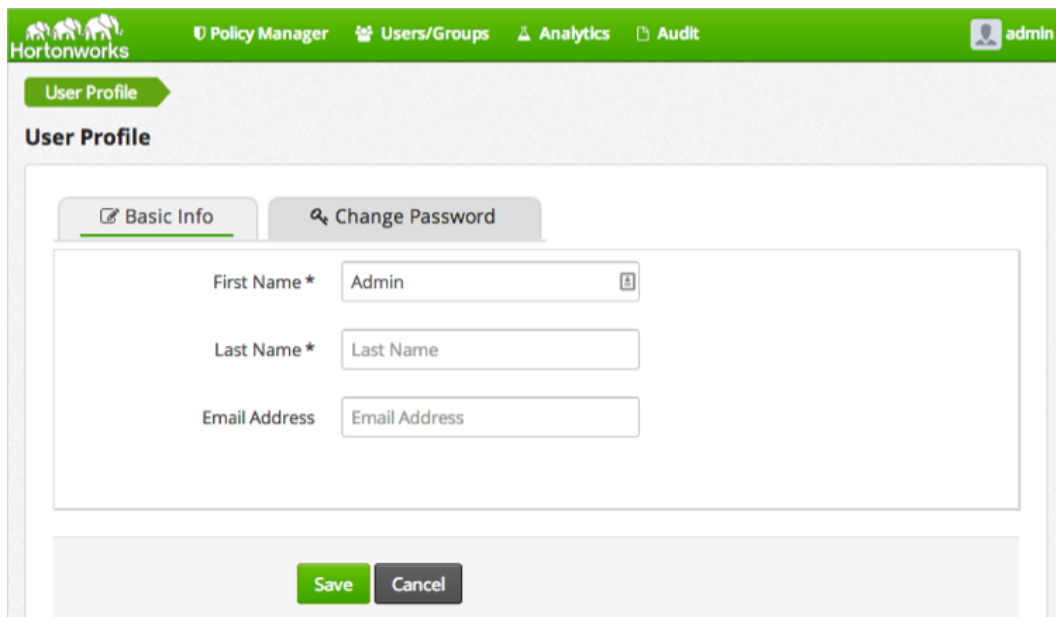 Hortonworks
Policy Manager Users/Groups Analytics Audit admin
User Profile
User Profile
Basic Info Change Password
First Name * Admin
Last Name * Last Name
Email Address Email Address
Save Cancel